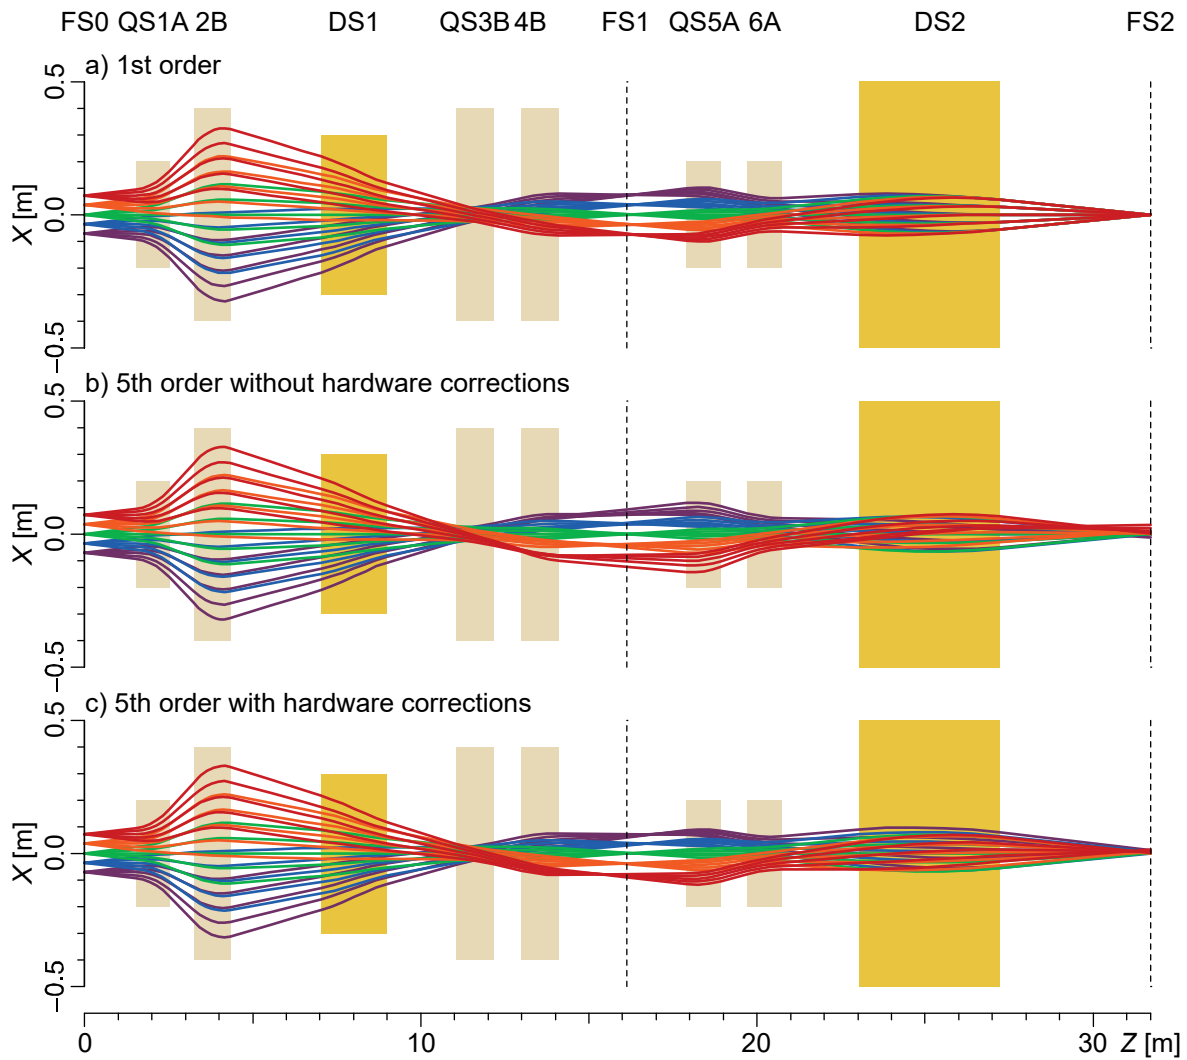 FS0 QS1A 2B DS1 QS3B 4B FS1 QS5A 6A DS2 FS2
a) 1st order
0.5
0.0
−0.5
X [m]
b) 5th order without hardware corrections
0.5
0.0
−0.5
X [m]
c) 5th order with hardware corrections
0.5
0.0
−0.5
X [m]
0 10 20 30 Z [m]